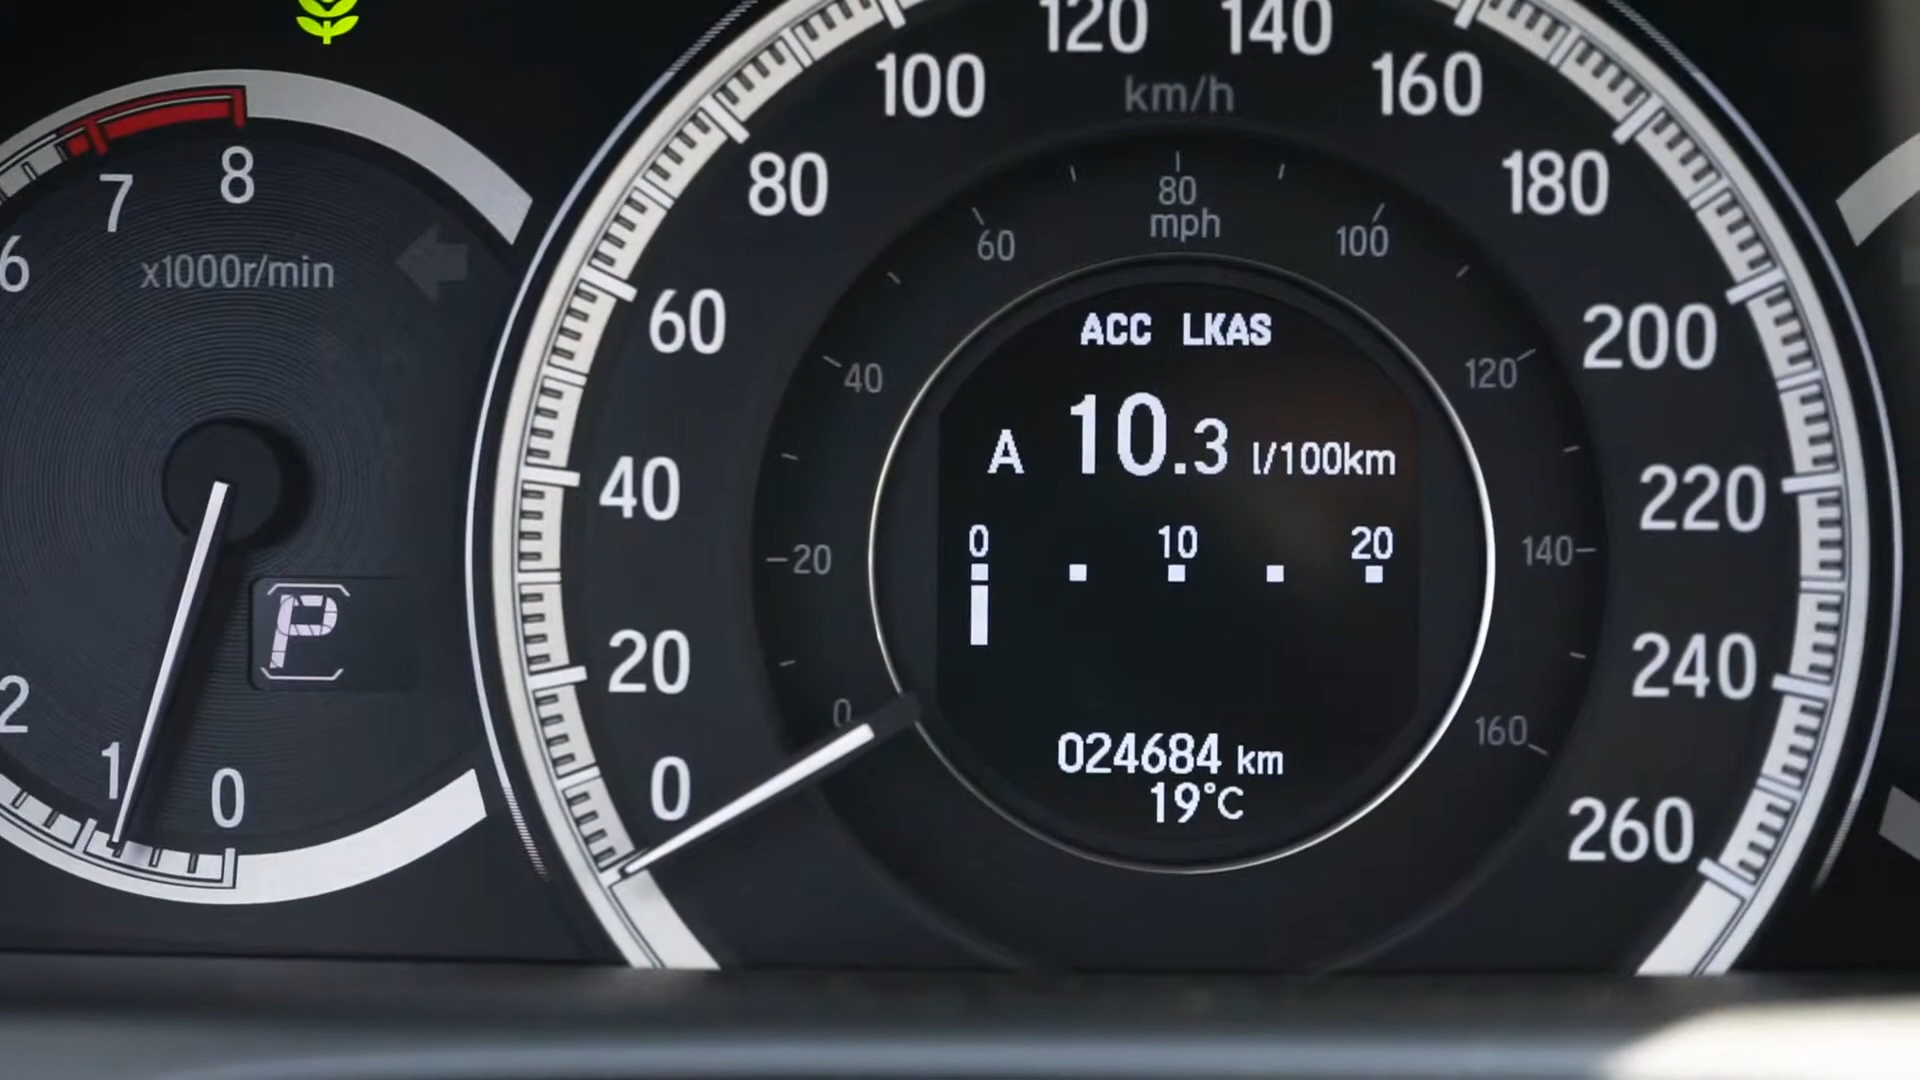 120 140
100 160
km/h
80 180
80
mph
60 100
60 200
40 120
40 220
20 140
20 240
0 160
0 260
ACC LKAS
A 10.3 l/100km
0 10 20
024684 km
19°C
8
7
6
x1000r/min
P
2
1
0